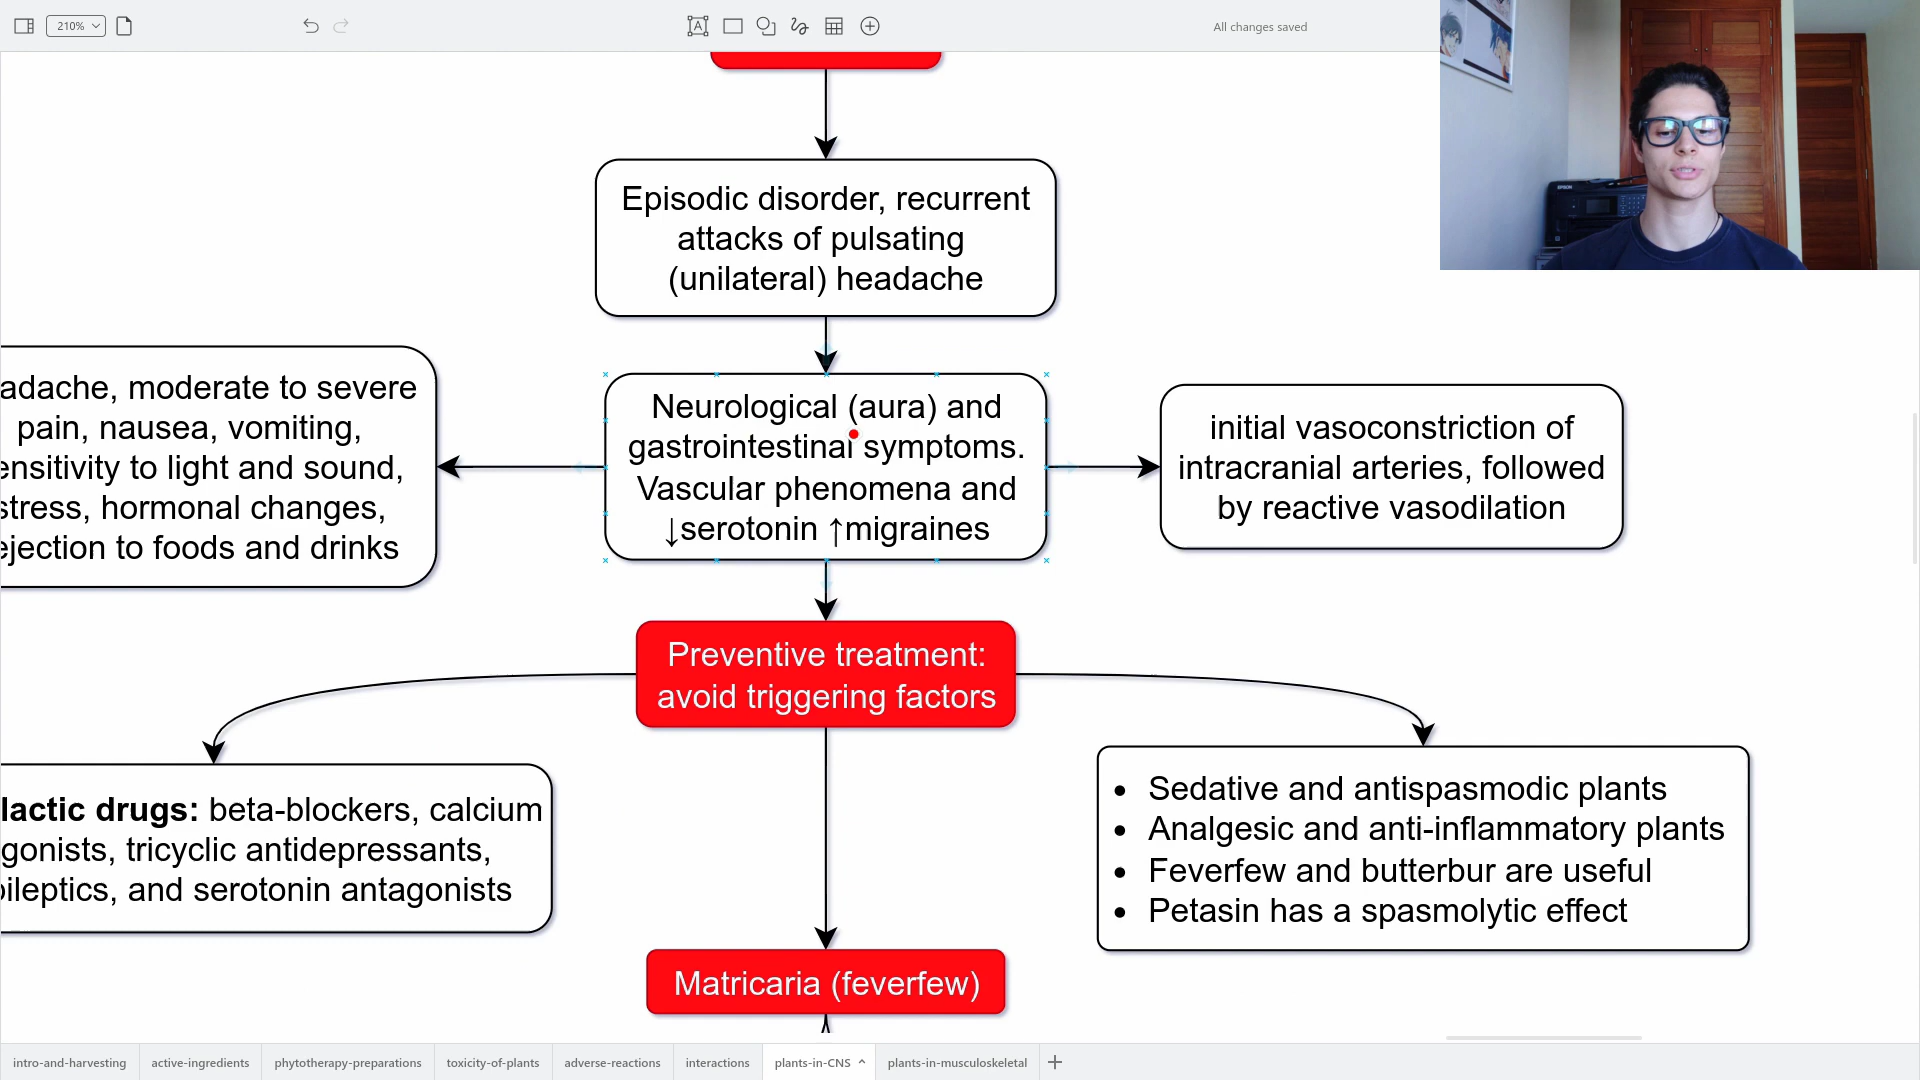 210%
All changes saved
EPSON
Episodic disorder, recurrent
attacks of pulsating
(unilateral) headache
adache, moderate to severe
pain, nausea, vomiting,
ensitivity to light and sound,
stress, hormonal changes,
ejection to foods and drinks
Neurological (aura) and
gastrointestinal symptoms.
Vascular phenomena and
↓serotonin ↑migraines
initial vasoconstriction of
intracranial arteries, followed
by reactive vasodilation
Preventive treatment:
avoid triggering factors
lactic drugs: beta-blockers, calcium
gonists, tricyclic antidepressants,
pileptics, and serotonin antagonists
• Sedative and antispasmodic plants
• Analgesic and anti-inflammatory plants
• Feverfew and butterbur are useful
• Petasin has a spasmolytic effect
Matricaria (feverfew)
intro-and-harvesting active-ingredients phytotherapy-preparations toxicity-of-plants adverse-reactions interactions plants-in-CNS plants-in-musculoskeletal